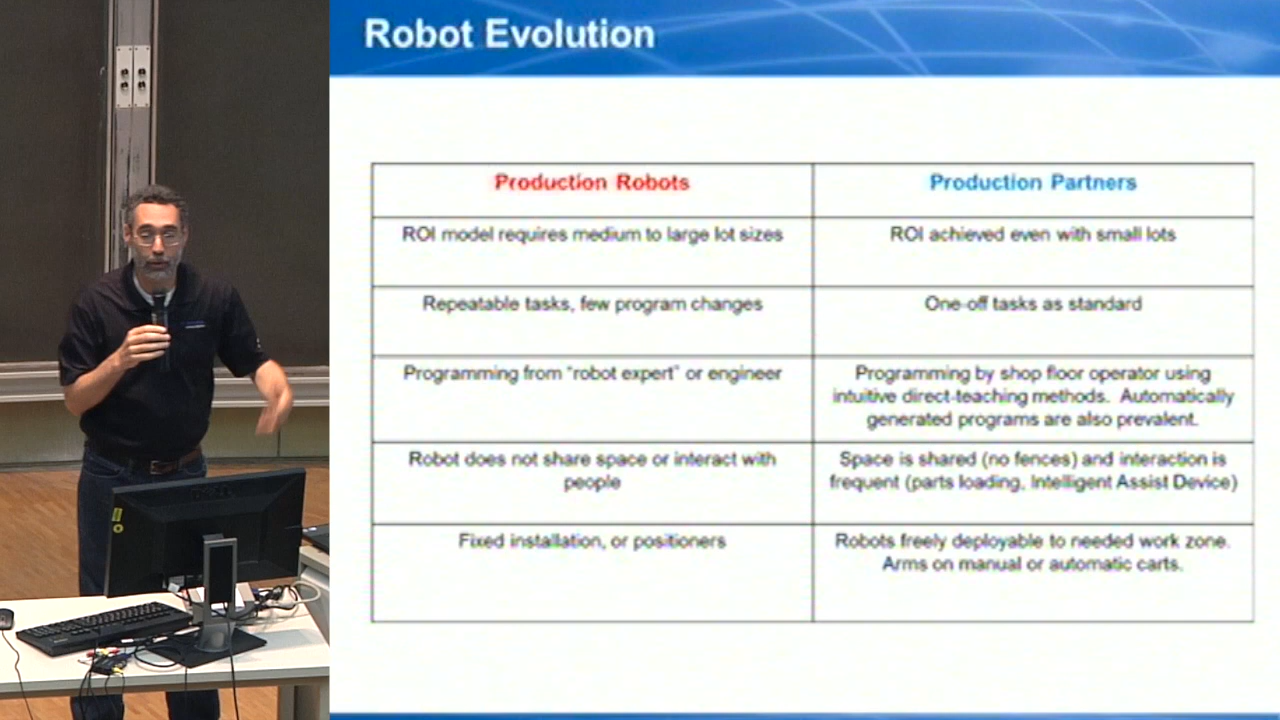 Robot Evolution
Production Robots
Production Partners
ROI model requires medium to large lot sizes
ROI achieved even with small lots
Repeatable tasks, few program changes
One-off tasks as standard
Programming from "robot expert" or engineer
Programming by shop floor operator using
intuitive direct-teaching methods. Automatically
generated programs are also prevalent.
Robot does not share space or interact with
people
Space is shared (no fences) and interaction is
frequent (parts loading, Intelligent Assist Device)
Fixed installation, or positioners
Robots freely deployable to needed work zone.
Arms on manual or automatic carts.
DELL